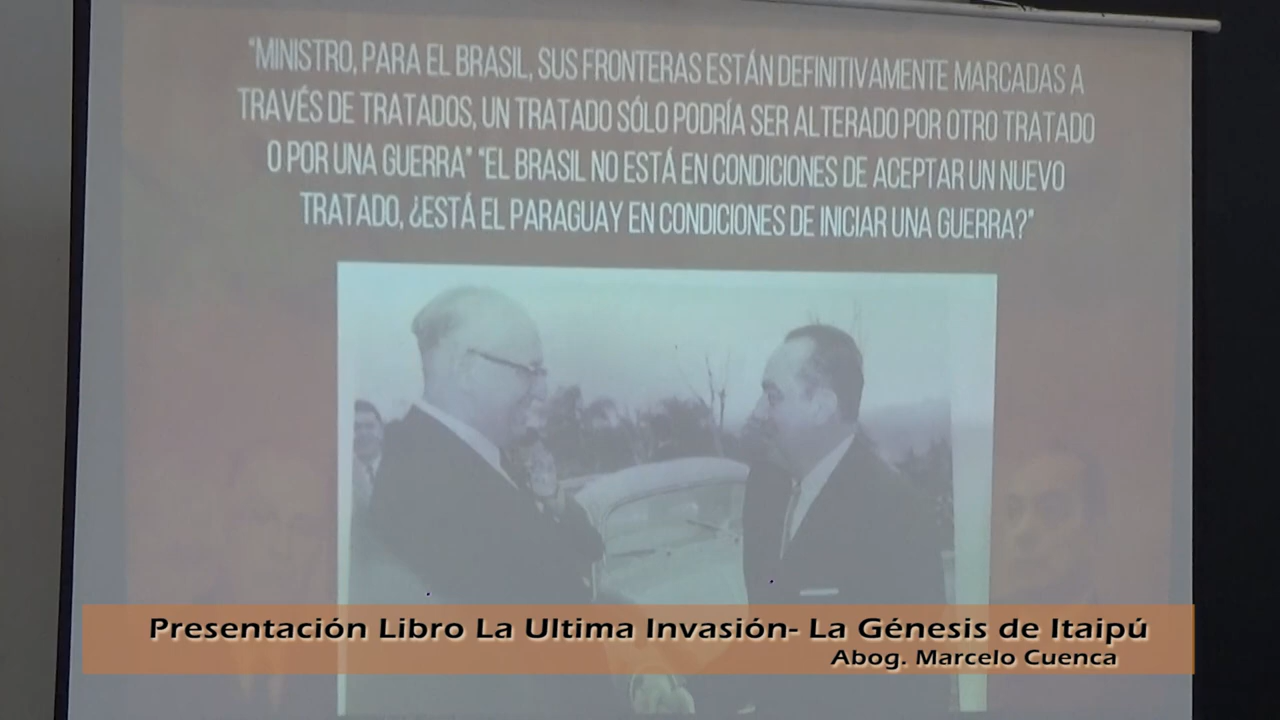 “MINISTRO, PARA EL BRASIL, SUS FRONTERAS ESTÁN DEFINITIVAMENTE MARCADAS A
TRAVÉS DE TRATADOS, UN TRATADO SÓLO PODRÍA SER ALTERADO POR OTRO TRATADO
O POR UNA GUERRA” “EL BRASIL NO ESTÁ EN CONDICIONES DE ACEPTAR UN NUEVO
TRATADO, ¿ESTÁ EL PARAGUAY EN CONDICIONES DE INICIAR UNA GUERRA?”
Presentación Libro La Ultima Invasión- La Génesis de Itaipú
Abog. Marcelo Cuenca